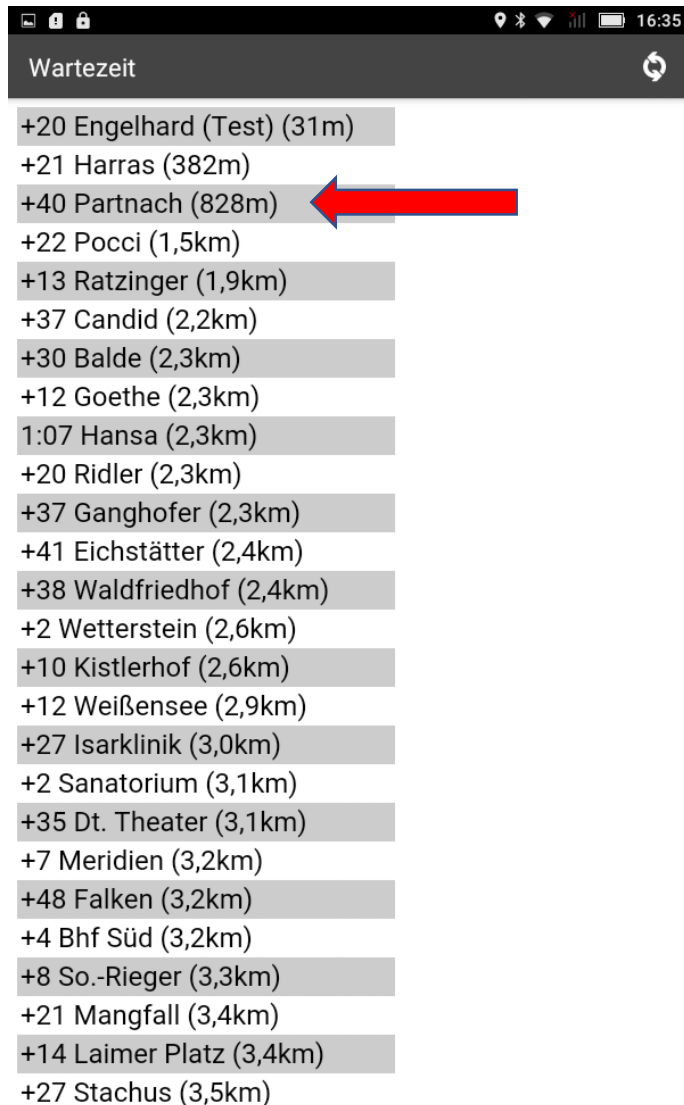 16:35
Wartezeit
+20 Engelhard (Test) (31m)
+21 Harras (382m)
+40 Partnach (828m)
+22 Pocci (1,5km)
+13 Ratzinger (1,9km)
+37 Candid (2,2km)
+30 Balde (2,3km)
+12 Goethe (2,3km)
1:07 Hansa (2,3km)
+20 Ridler (2,3km)
+37 Ganghofer (2,3km)
+41 Eichstätter (2,4km)
+38 Waldfriedhof (2,4km)
+2 Wetterstein (2,6km)
+10 Kistlerhof (2,6km)
+12 Weißensee (2,9km)
+27 Isarklinik (3,0km)
+2 Sanatorium (3,1km)
+35 Dt. Theater (3,1km)
+7 Meridien (3,2km)
+48 Falken (3,2km)
+4 Bhf Süd (3,2km)
+8 So.-Rieger (3,3km)
+21 Mangfall (3,4km)
+14 Laimer Platz (3,4km)
+27 Stachus (3,5km)